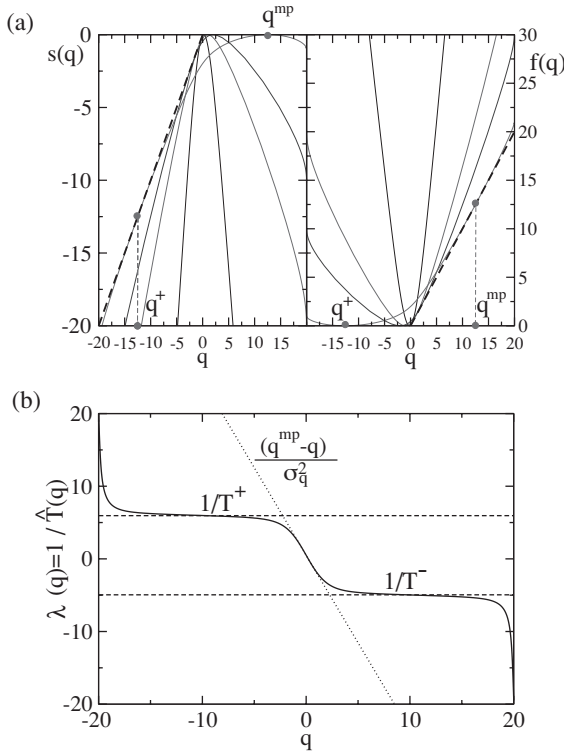 (a)
q^mp
s(q)
f(q)
0
-5
-10
-15
-20
30
25
20
15
10
5
0
q^+
q^+
q^mp
-20 -15 -10 -5 0 5 10 15
-15 -10 -5 0 5 10 15 20
q
q
(b)
20
10
0
-10
-20
λ (q)=1 / T̂(q)
(q^mp-q)
σ_q^2
1/T^+
1/T^-
-20 -10 0 10 20
q